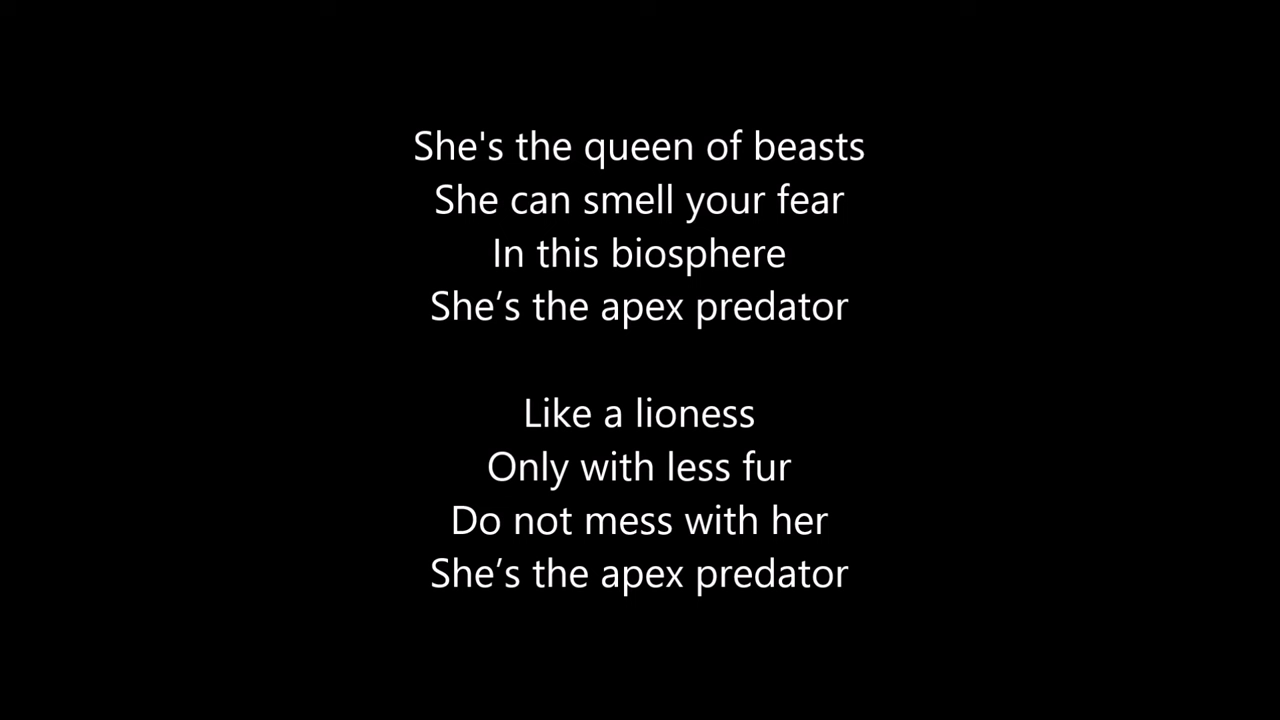 She's the queen of beasts
She can smell your fear
In this biosphere
She’s the apex predator
Like a lioness
Only with less fur
Do not mess with her
She’s the apex predator